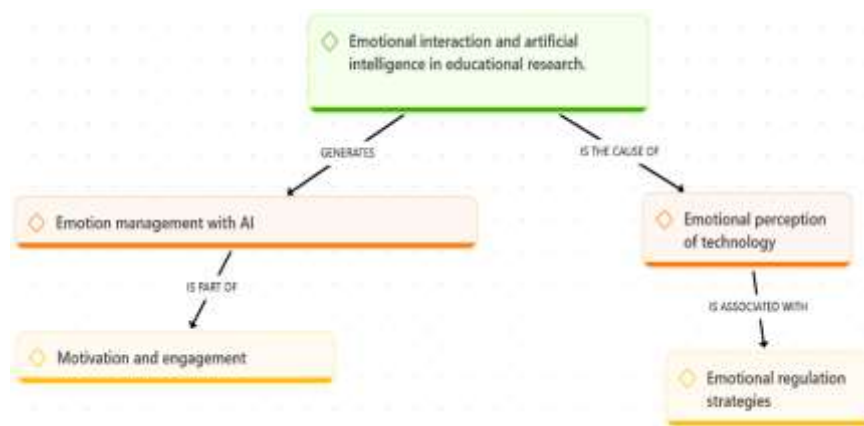 Emotional interaction and artificial
intelligence in educational research.
GENERATES
IS THE CAUSE OF
Emotion management with AI
Emotional perception
of technology
IS PART OF
IS ASSOCIATED WITH
Motivation and engagement
Emotional regulation
strategies